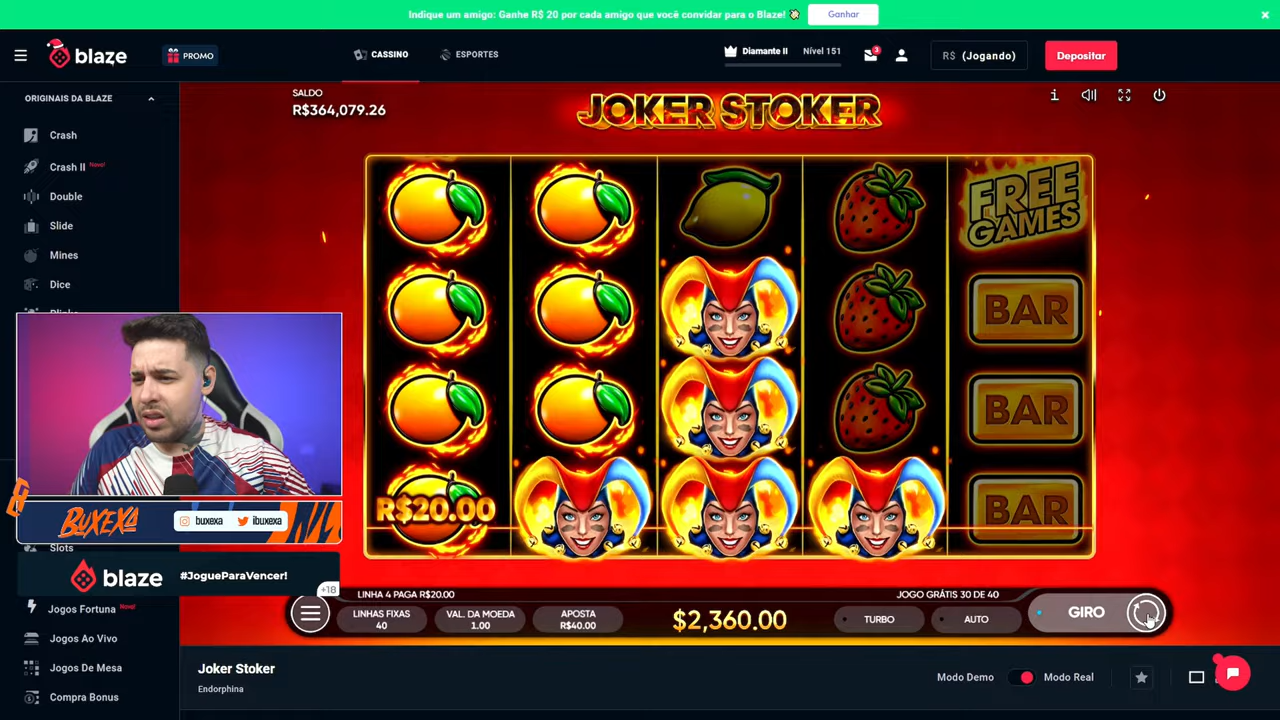 Indique um amigo: Ganhe R$ 20 por cada amigo que você convidar para o Blaze!
Ganhar
blaze
PROMO
CASSINO
ESPORTES
Diamante II
Nível 151
3
R$ (Jogando)
Depositar
ORIGINAIS DA BLAZE
Crash
Crash II Novo!
Double
Slide
Mines
Dice
SALDO
R$364,079.26
JOKER STOKER
FREE
GAMES
BAR
BAR
BAR
R$20.00
BUXEXA
buxexa
ibuxexa
Slots
blaze
#JogueParaVencer!
+18
Jogos Fortuna Novo!
Jogos Ao Vivo
Jogos De Mesa
Compra Bonus
LINHA 4 PAGA R$20.00
JOGO GRÁTIS 30 DE 40
LINHAS FIXAS
40
VAL. DA MOEDA
1.00
APOSTA
R$40.00
$2,360.00
TURBO
AUTO
GIRO
Joker Stoker
Endorphina
Modo Demo
Modo Real